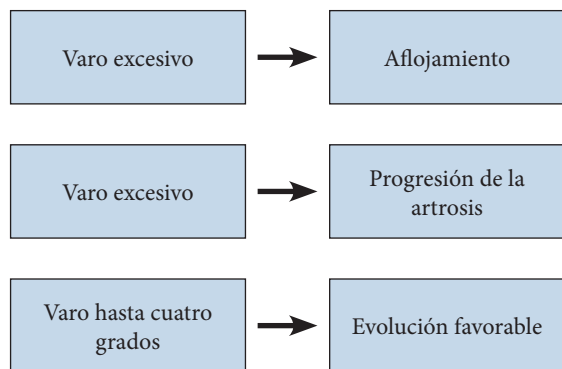 Varo excesivo
Aflojamiento
Varo excesivo
Progresión de la
artrosis
Varo hasta cuatro
grados
Evolución favorable